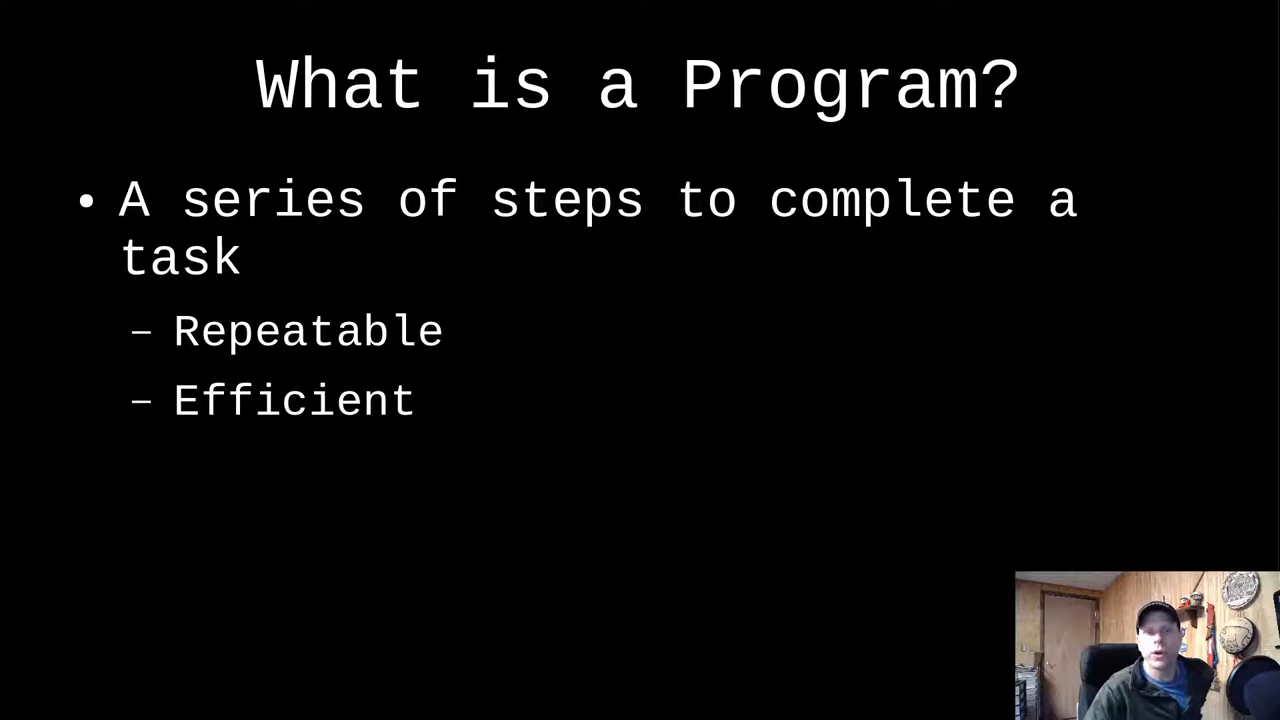 What is a Program?
• A series of steps to complete a
task
– Repeatable
– Efficient